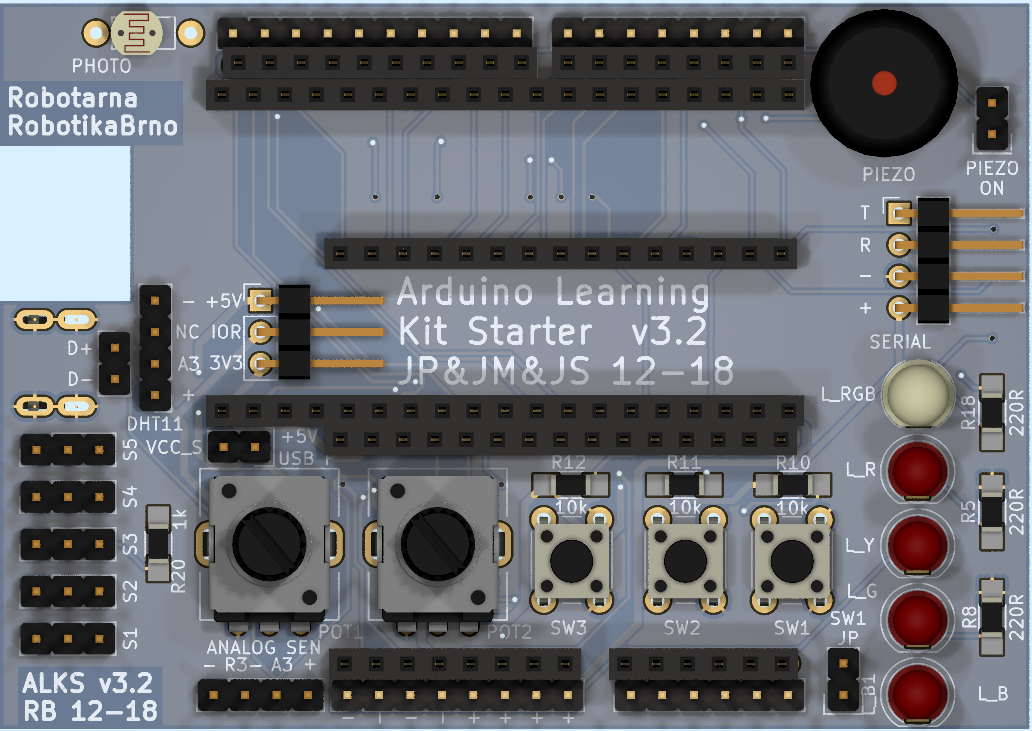 PHOTO
Robotarna
RobotikaBrno
PIEZO
PIEZO
ON
T
R
-
+
SERIAL
- +5V
NC IOR
A3 3V3
+
DHT11
D+
D-
Arduino Learning
Kit Starter v3.2
JP&JM&JS 12-18
VCC_S
+5V
USB
L_RGB
R18
220R
L_R
R5
220R
L_Y
L_G
R8
220R
L_B
S5
S4
S3
S2
S1
1k
R20
R12
10k
R11
10k
R10
10k
POT1
POT2
SW3
SW2
SW1
SW1
JP
ANALOG SEN
- R3- A3 +
ALKS v3.2
RB 12-18
- + + + +